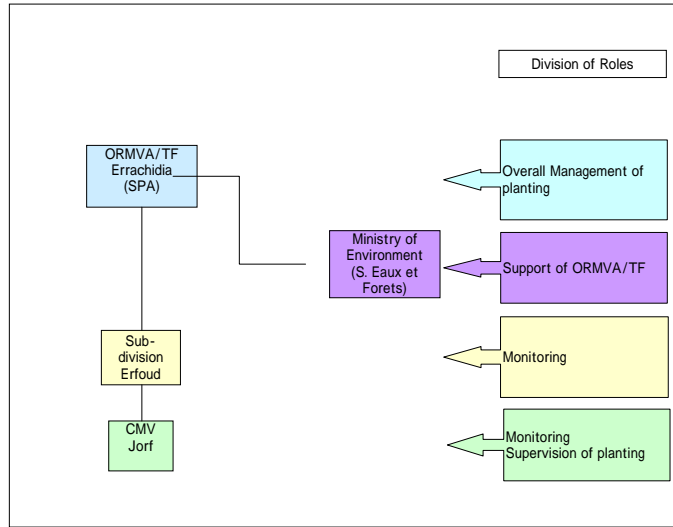 Division of Roles
ORMVA/TF
Errachidia
(SPA)
Overall Management of
planting
Ministry of
Environment
(S. Eaux et
Forets)
Support of ORMVA/TF
Sub-
division
Erfoud
Monitoring
CMV
Jorf
Monitoring
Supervision of planting